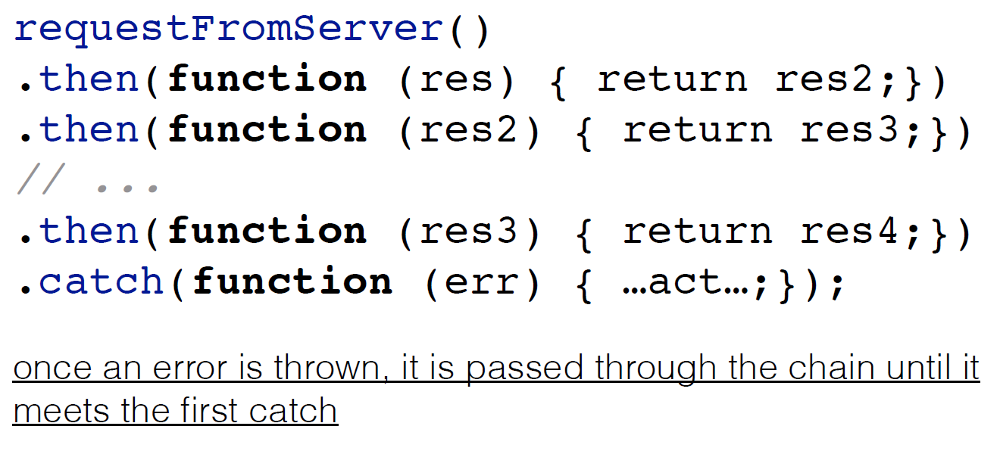 requestFromServer()
.then(function (res) { return res2;})
.then(function (res2) { return res3;})
// ...
.then(function (res3) { return res4;})
.catch(function (err) { …act…;});
once an error is thrown, it is passed through the chain until it
meets the first catch